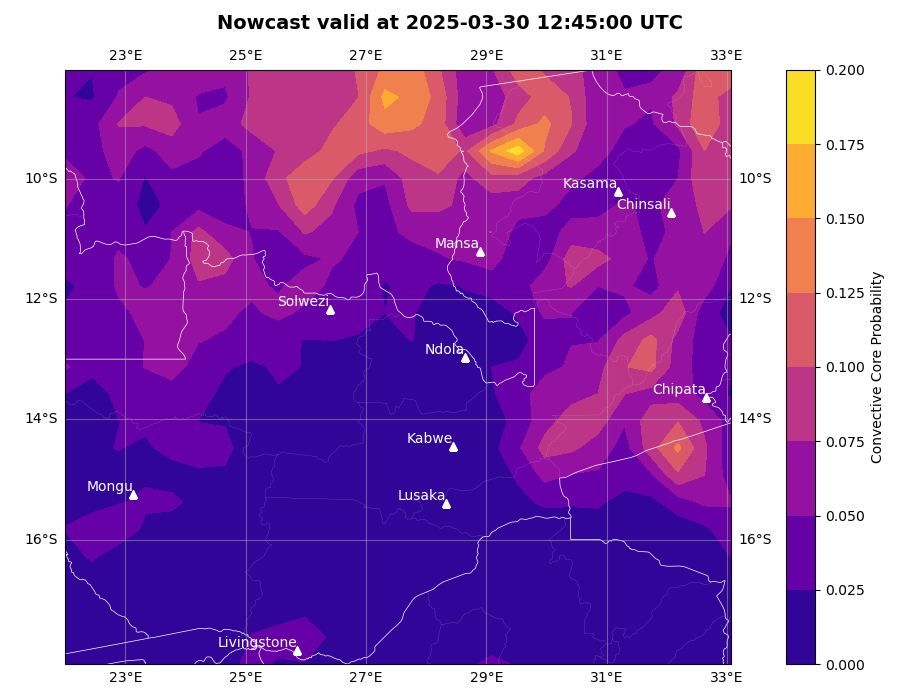 Nowcast valid at 2025-03-30 12:45:00 UTC
23°E 25°E 27°E 29°E 31°E 33°E
0.200
0.175
10°S 10°S
Kasama
Chinsali
0.150
Mansa
12°S 12°S
Solwezi
0.125
Ndola
0.100
Chipata
14°S 14°S
Kabwe
0.075
Mongu
Lusaka
0.050
16°S 16°S
0.025
Livingstone
0.000
23°E 25°E 27°E 29°E 31°E 33°E
Convective Core Probability